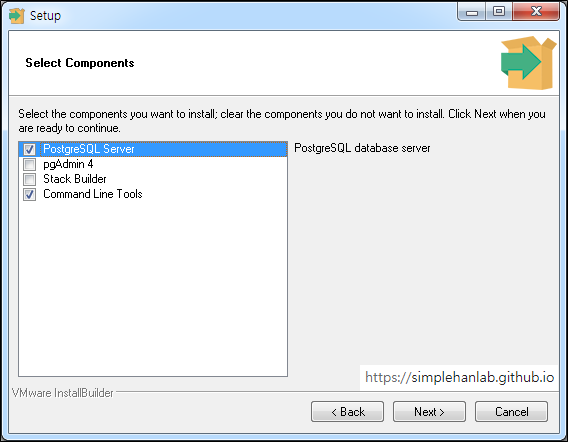 Setup
Select Components
Select the components you want to install; clear the components you do not want to install. Click Next when you
are ready to continue.
PostgreSQL Server
PostgreSQL database server
pgAdmin 4
Stack Builder
Command Line Tools
https://simplehanlab.github.io
VMware InstallBuilder
< Back
Next >
Cancel